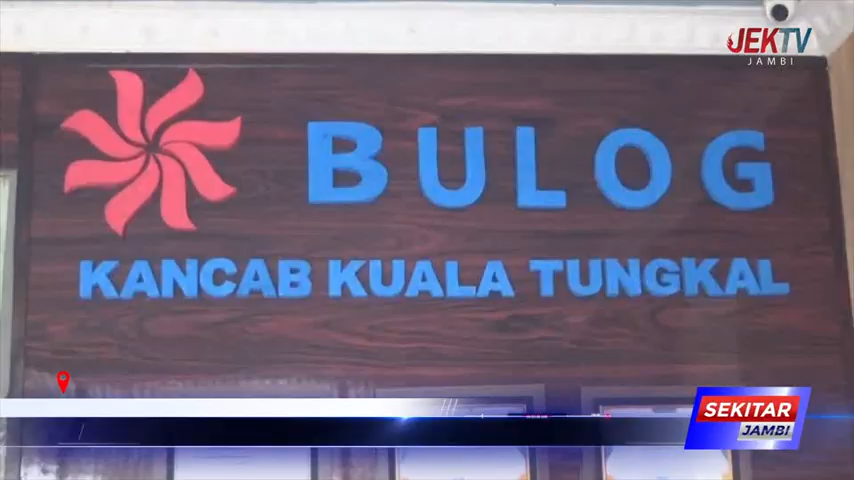 JEKTV
JAMBI
BULOG
KANCAB KUALA TUNGKAL
SEKITAR
JAMBI